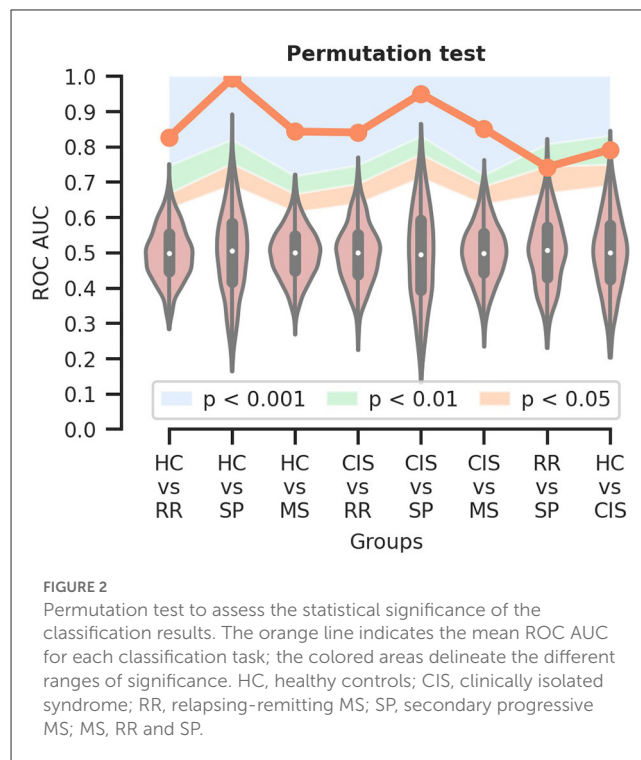 Permutation test
1.0
0.9
0.8
0.7
0.6
0.5
0.4
0.3
0.2
0.1
0.0
ROC AUC
p < 0.001 p < 0.01 p < 0.05
HC HC HC CIS CIS CIS RR HC
vs vs vs vs vs vs vs vs
RR SP MS RR SP MS SP CIS
Groups
FIGURE 2
Permutation test to assess the statistical significance of the
classification results. The orange line indicates the mean ROC AUC
for each classification task; the colored areas delineate the different
ranges of significance. HC, healthy controls; CIS, clinically isolated
syndrome; RR, relapsing-remitting MS; SP, secondary progressive
MS; MS, RR and SP.